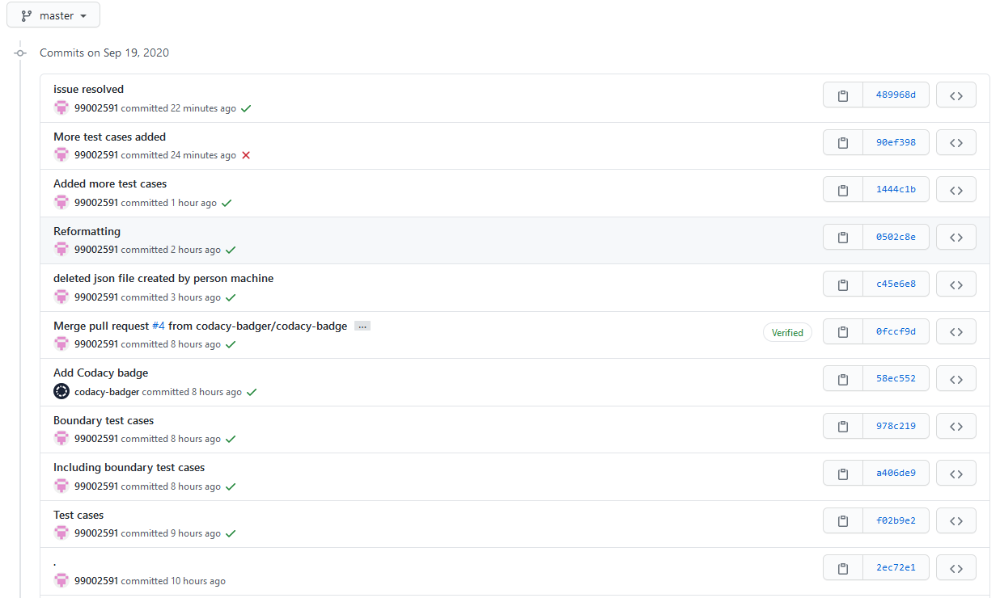 master
Commits on Sep 19, 2020
issue resolved
489968d
99002591 committed 22 minutes ago
More test cases added
90ef398
99002591 committed 24 minutes ago
Added more test cases
1444c1b
99002591 committed 1 hour ago
Reformatting
0502c8e
99002591 committed 2 hours ago
deleted json file created by person machine
c45e6e8
99002591 committed 3 hours ago
Merge pull request #4 from codacy-badger/codacy-badge ...
Verified
0fccf9d
99002591 committed 8 hours ago
Add Codacy badge
58ec552
codacy-badger committed 8 hours ago
Boundary test cases
978c219
99002591 committed 8 hours ago
Including boundary test cases
a406de9
99002591 committed 8 hours ago
Test cases
f02b9e2
99002591 committed 9 hours ago
.
2ec72e1
99002591 committed 10 hours ago